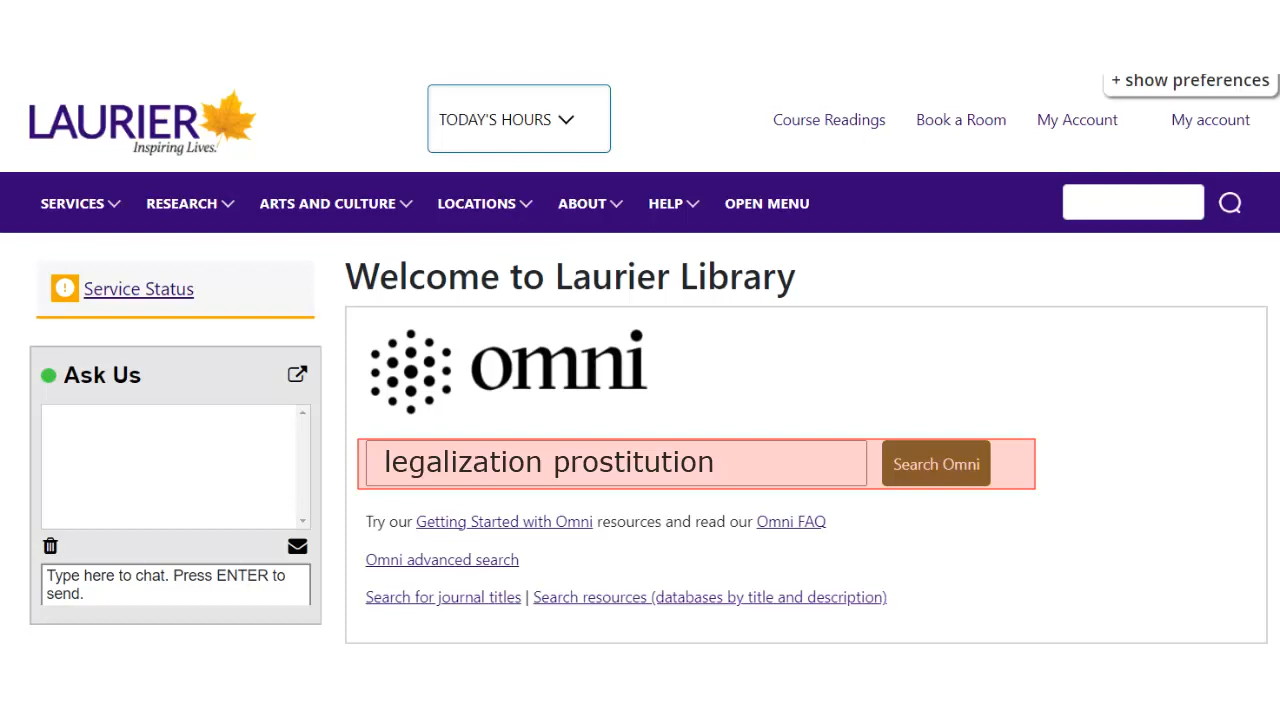 + show preferences
LAURIER
Inspiring Lives.
TODAY'S HOURS
Course Readings Book a Room My Account My account
SERVICES RESEARCH ARTS AND CULTURE LOCATIONS ABOUT HELP OPEN MENU
Service Status
Welcome to Laurier Library
omni
Ask Us
legalization prostitution Search Omni
Try our Getting Started with Omni resources and read our Omni FAQ
Omni advanced search
Search for journal titles | Search resources (databases by title and description)
Type here to chat. Press ENTER to
send.